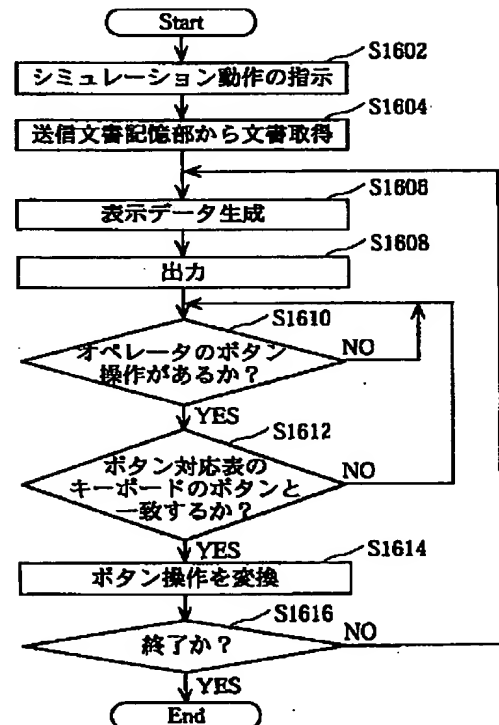 Start
S1602
シミュレーション動作の指示
S1604
送信文書記憶部から文書取得
S1606
表示データ生成
S1608
出力
S1610
オペレータのボタン
操作があるか?
NO
YES
S1612
ボタン対応表の
キーボードのボタンと
一致するか?
NO
YES
S1614
ボタン操作を変換
S1616
終了か?
NO
YES
End